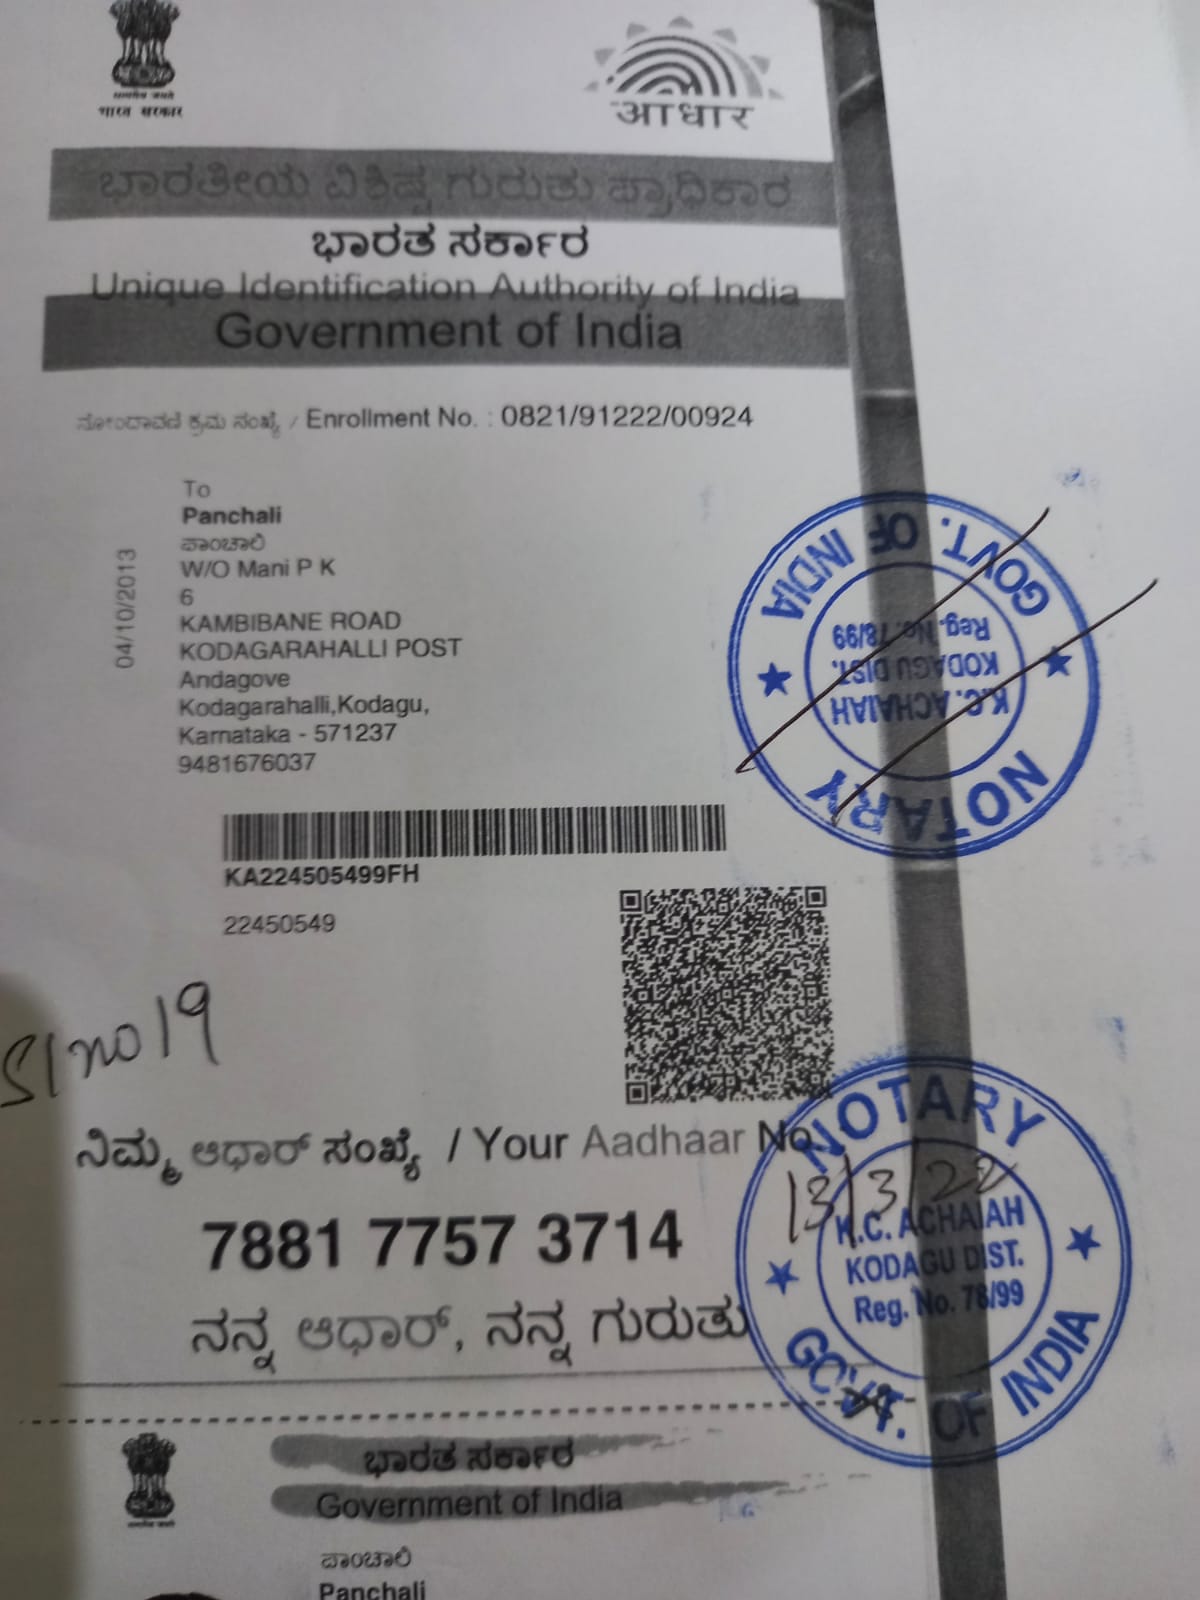 भारत सरकार
आधार
ಭಾರತೀಯ ವಿಶಿಷ್ಟ ಗುರುತು ಪ್ರಾಧಿಕಾರ
ಭಾರತ ಸರ್ಕಾರ
Unique Identification Authority of India
Government of India
ನೋಂದಾವಣಿ ಕ್ರಮ ಸಂಖ್ಯೆ / Enrollment No. : 0821/91222/00924
04/10/2013
To
Panchali
ಪಾಂಚಾಲಿ
W/O Mani P K
6
KAMBIBANE ROAD
KODAGARAHALLI POST
Andagove
Kodagarahalli,Kodagu,
Karnataka - 571237
9481676037
NOTARY
GOVT. OF INDIA
K.C. ACHAIAH
KODAGU DIST.
Reg. No. 78/99
KA224505499FH
22450549
Sl no 19
ನಿಮ್ಮ ಆಧಾರ್ ಸಂಖ್ಯೆ / Your Aadhaar No.
7881 7757 3714
ನನ್ನ ಆಧಾರ್, ನನ್ನ ಗುರುತು
NOTARY
13/3/22
K.C. ACHAIAH
KODAGU DIST.
Reg. No. 78/99
GOVT. OF INDIA
ಭಾರತ ಸರ್ಕಾರ
Government of India
ಪಾಂಚಾಲಿ
Panchali